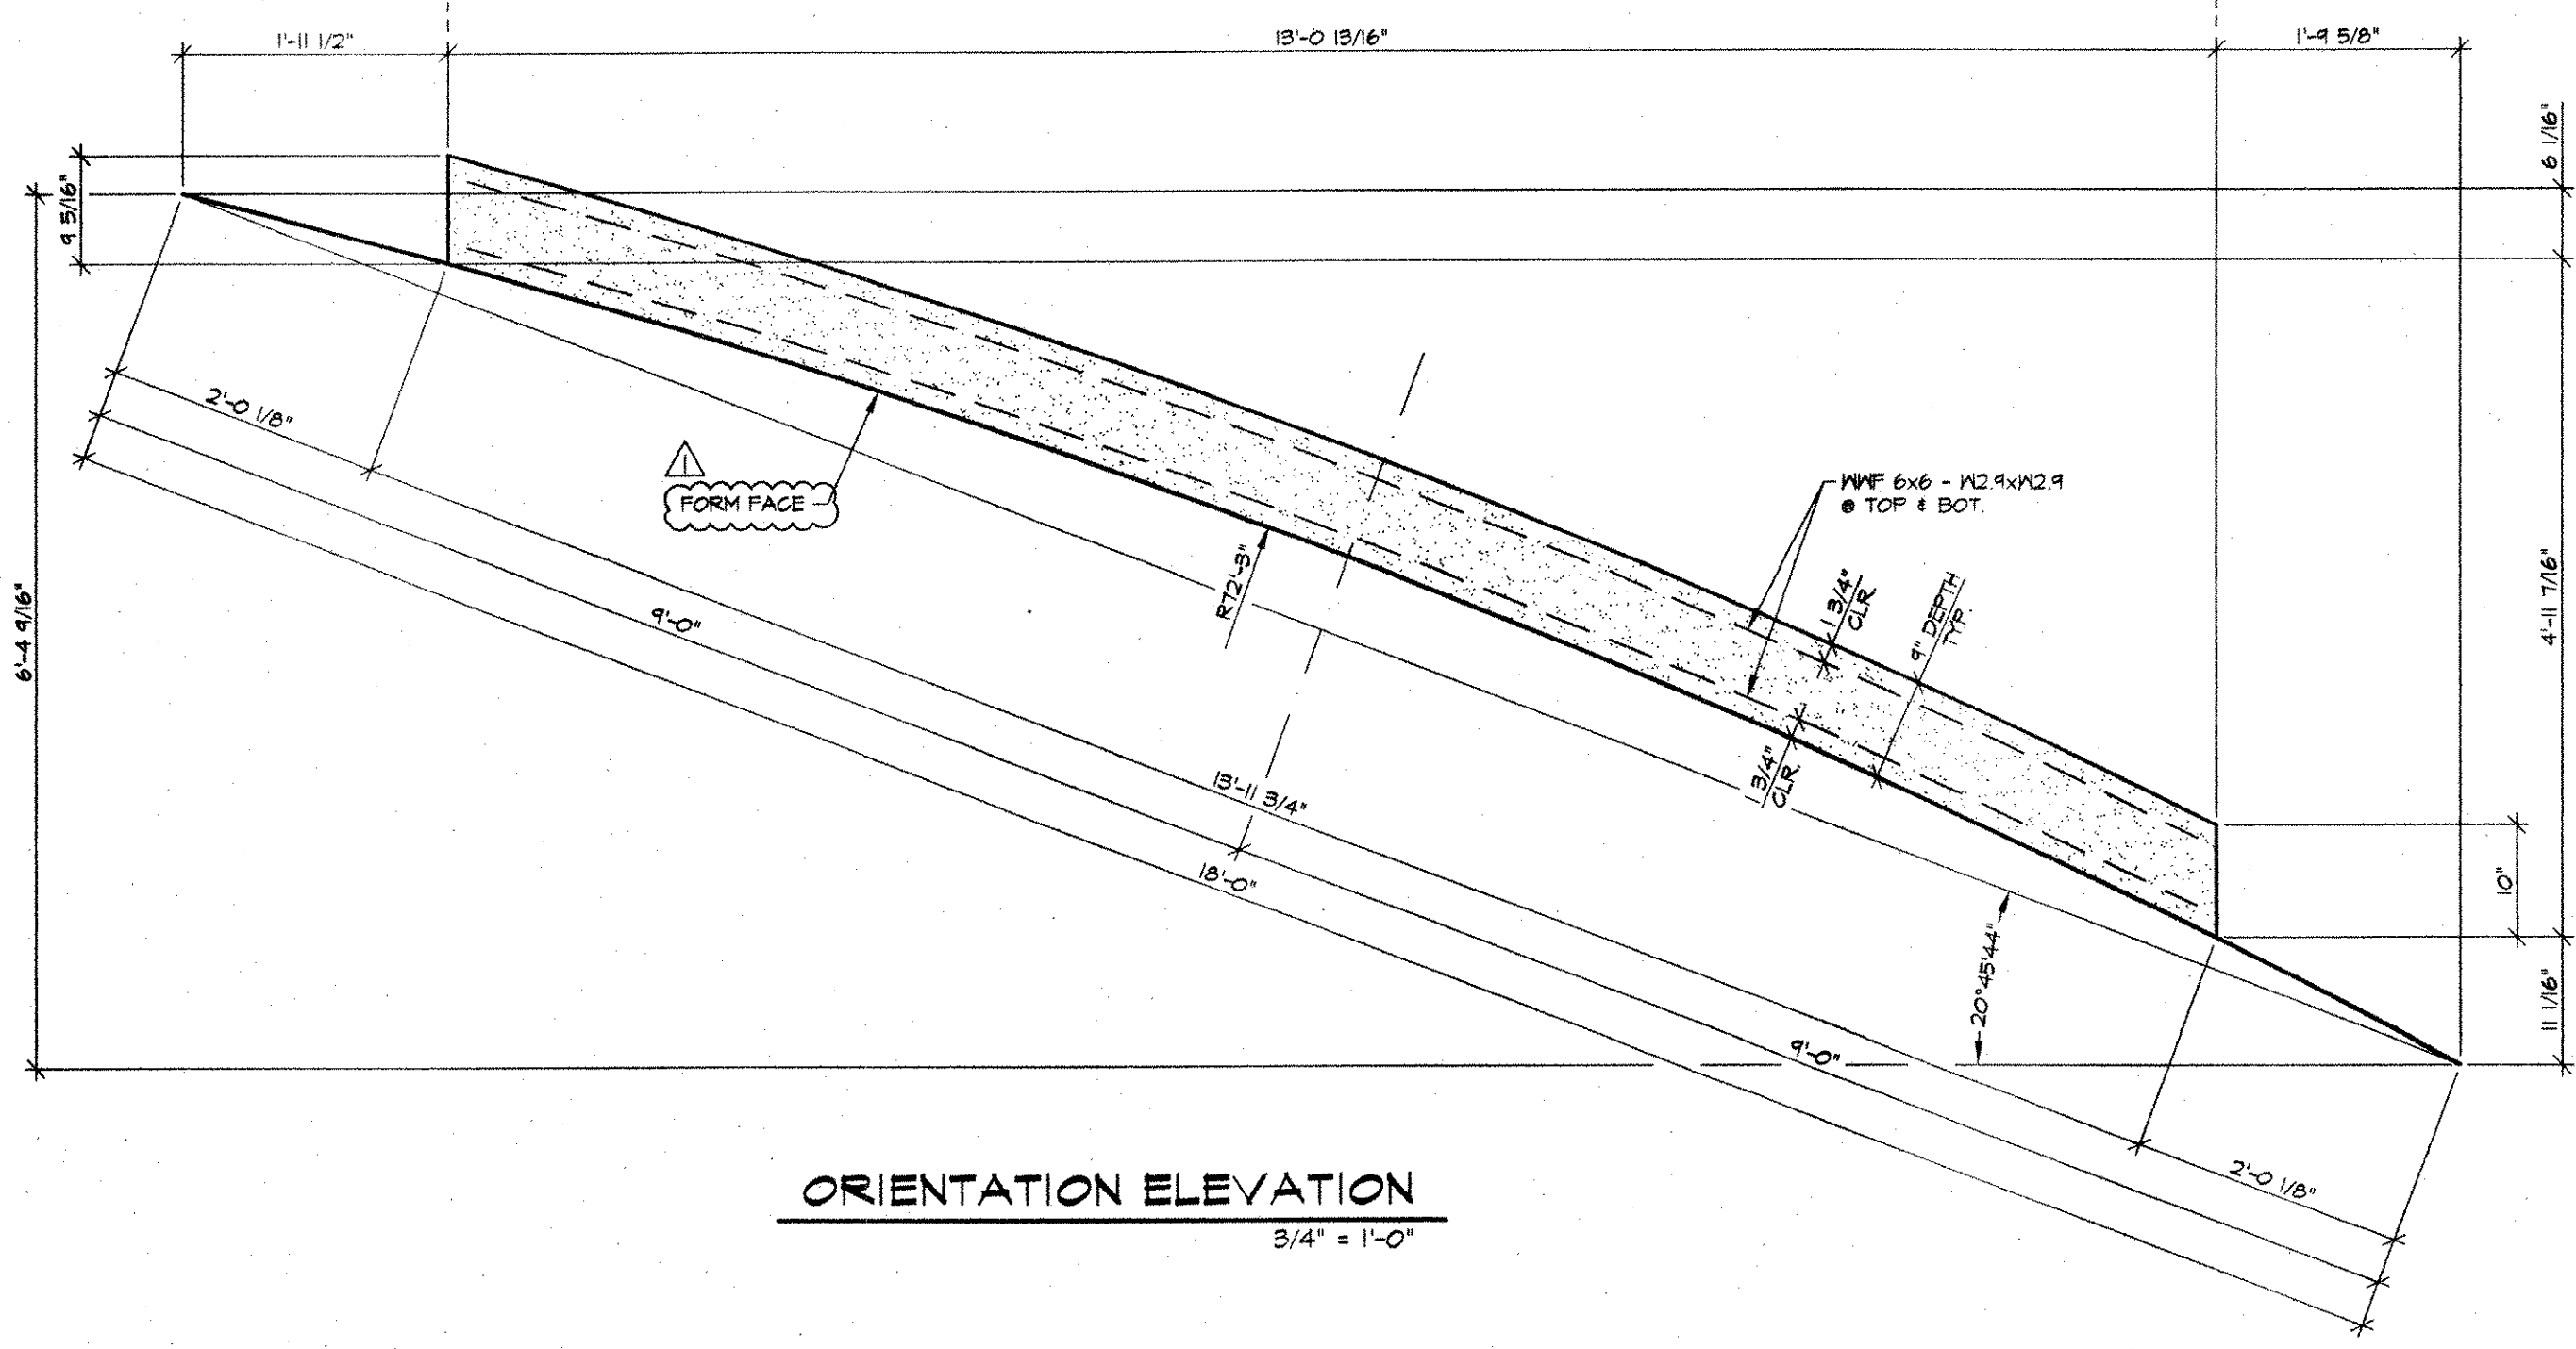 1'-11 1/2"
13'-0 13/16"
1'-9 5/8"
6 1/16"
9 5/16"
2'-0 1/8"
1
FORM FACE
WWF 6x6 - W2.9xW2.9
@ TOP & BOT.
R72'-3"
1 3/4"
CLR.
9" DEPTH
TYP.
6'-4 9/16"
9'-0"
4'-11 7/16"
1 3/4"
CLR.
13'-11 3/4"
18'-0"
10"
20°45'44"
9'-0"
11 1/16"
2'-0 1/8"
ORIENTATION ELEVATION
3/4" = 1'-0"